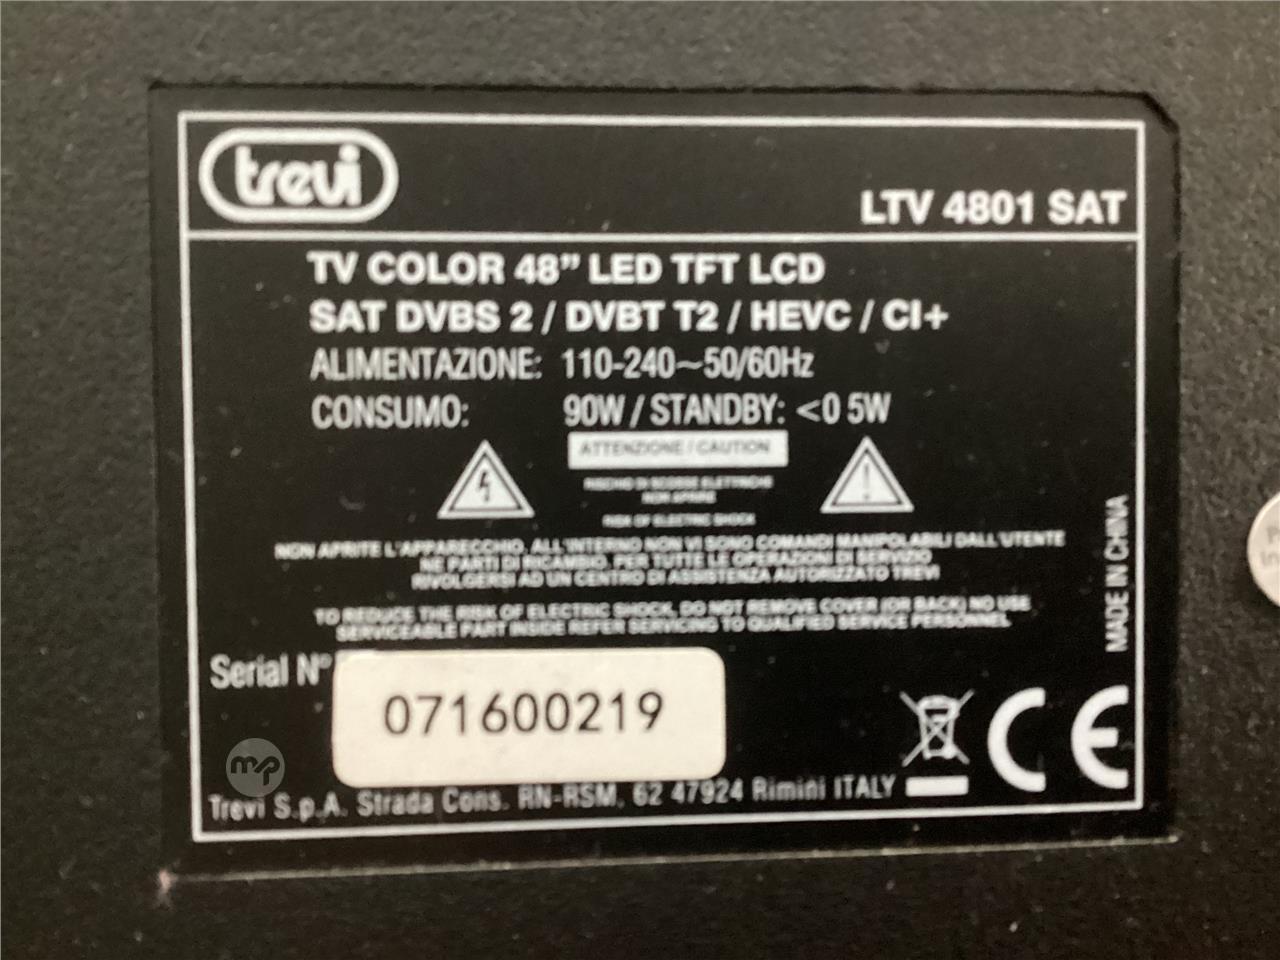 trevi
LTV 4801 SAT
TV COLOR 48” LED TFT LCD
SAT DVBS 2 / DVBT T2 / HEVC / CI+
ALIMENTAZIONE: 110-240~50/60Hz
CONSUMO: 90W / STANDBY: <0 5W
ATTENZIONE / CAUTION
RISCHIO DI SCOSSE ELETTRICHE
NON APRIRE
RISK OF ELECTRIC SHOCK
NON APRITE L'APPARECCHIO, ALL'INTERNO NON VI SONO COMANDI MANIPOLABILI DALL'UTENTE
NE PARTI DI RICAMBIO. PER TUTTE LE OPERAZIONI DI SERVIZIO
RIVOLGERSI AD UN CENTRO DI ASSISTENZA AUTORIZZATO TREVI
TO REDUCE THE RISK OF ELECTRIC SHOCK, DO NOT REMOVE COVER (OR BACK) NO USE
SERVICEABLE PART INSIDE REFER SERVICING TO QUALIFIED SERVICE PERSONNEL
MADE IN CHINA
Serial N°
071600219
CE
mp
Trevi S.p.A. Strada Cons. RN-RSM, 62 47924 Rimini ITALY